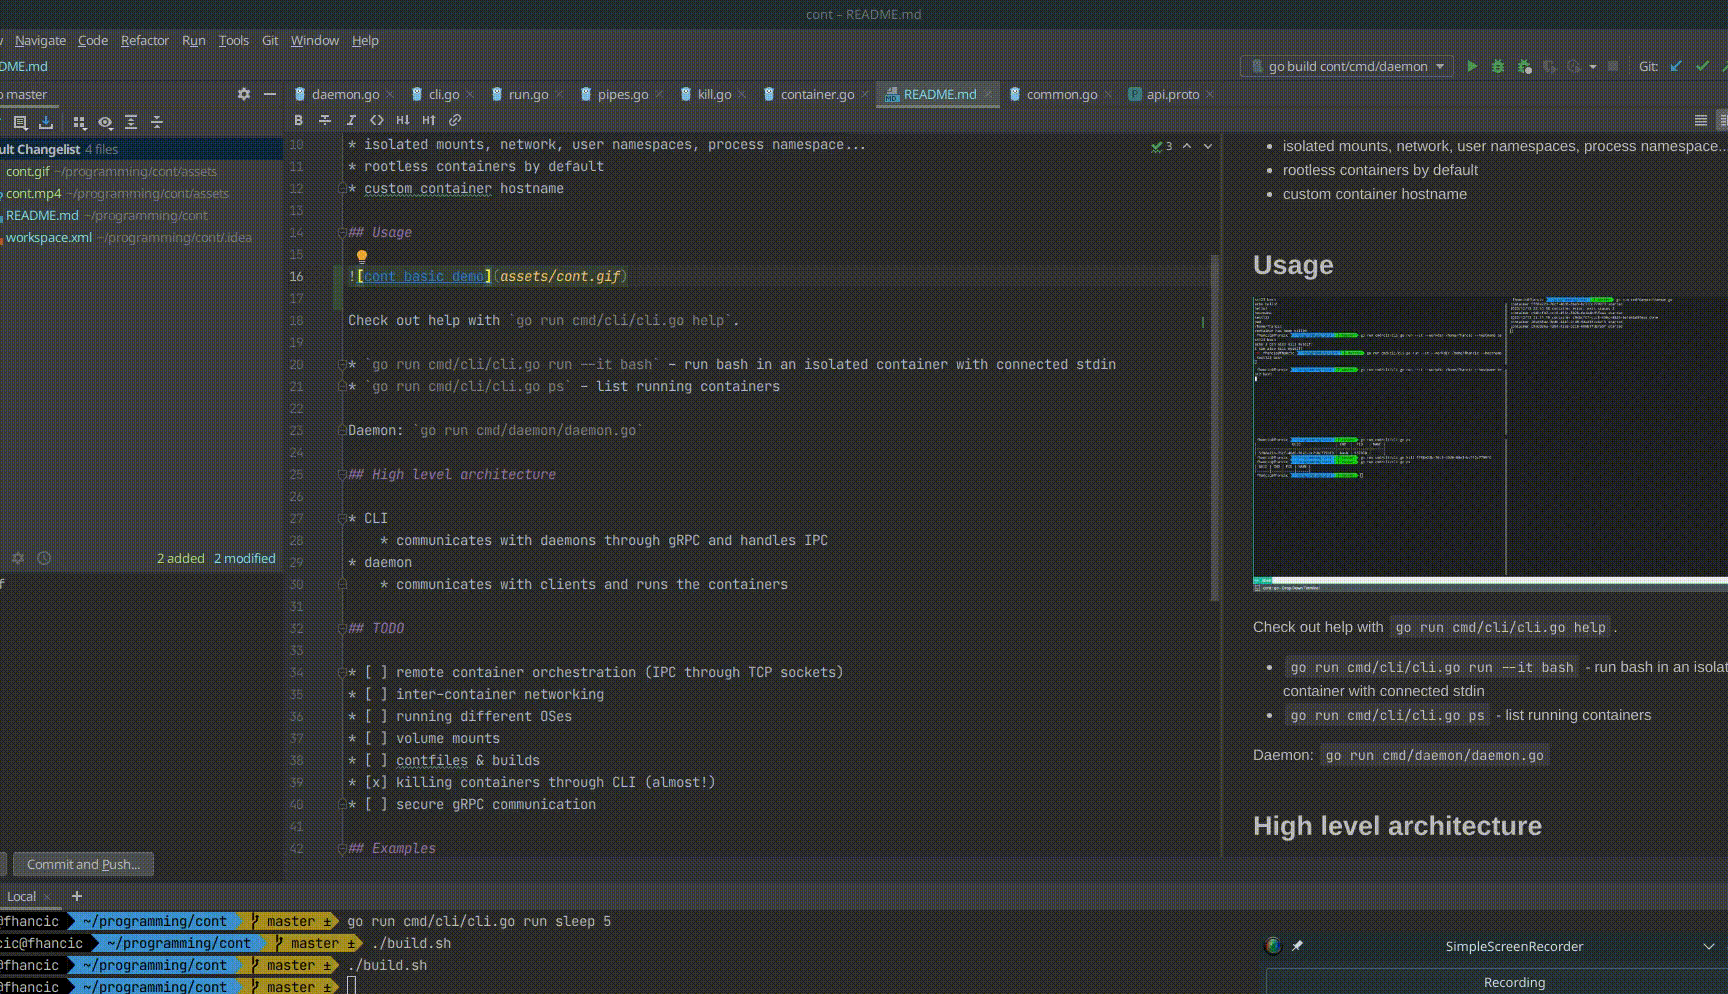 cont – README.md
Navigate Code Refactor Run Tools Git Window Help
DME.md
go build cont/cmd/daemon
Git:
master
daemon.go
cli.go
run.go
pipes.go
kill.go
container.go
README.md
common.go
api.proto
ult Changelist 4 files
cont.gif ~/programming/cont/assets
cont.mp4 ~/programming/cont/assets
README.md ~/programming/cont
workspace.xml ~/programming/cont/.idea
2 added 2 modified
Commit and Push...
3
10 * isolated mounts, network, user namespaces, process namespace...
11 * rootless containers by default
12 * custom container hostname
13
14 ## Usage
15
16 ![cont basic demo](assets/cont.gif)
17
18 Check out help with `go run cmd/cli/cli.go help`.
19
20 * `go run cmd/cli/cli.go run --it bash` - run bash in an isolated container with connected stdin
21 * `go run cmd/cli/cli.go ps` - list running containers
22
23 Daemon: `go run cmd/daemon/daemon.go`
24
25 ## High level architecture
26
27 * CLI
28 * communicates with daemons through gRPC and handles IPC
29 * daemon
30 * communicates with clients and runs the containers
31
32 ## TODO
33
34 * [ ] remote container orchestration (IPC through TCP sockets)
35 * [ ] inter-container networking
36 * [ ] running different OSes
37 * [ ] volume mounts
38 * [ ] contfiles & builds
39 * [x] killing containers through CLI (almost!)
40 * [ ] secure gRPC communication
41
42 ## Examples
• isolated mounts, network, user namespaces, process namespace...
• rootless containers by default
• custom container hostname
Usage
Check out help with go run cmd/cli/cli.go help .
• go run cmd/cli/cli.go run --it bash - run bash in an isolat
container with connected stdin
• go run cmd/cli/cli.go ps - list running containers
Daemon: go run cmd/daemon/daemon.go
High level architecture
Local
@fhancic ~/programming/cont master ± go run cmd/cli/cli.go run sleep 5
cic@fhancic ~/programming/cont master ± ./build.sh
@fhancic ~/programming/cont master ± ./build.sh
@fhancic ~/programming/cont master ±
SimpleScreenRecorder
Recording